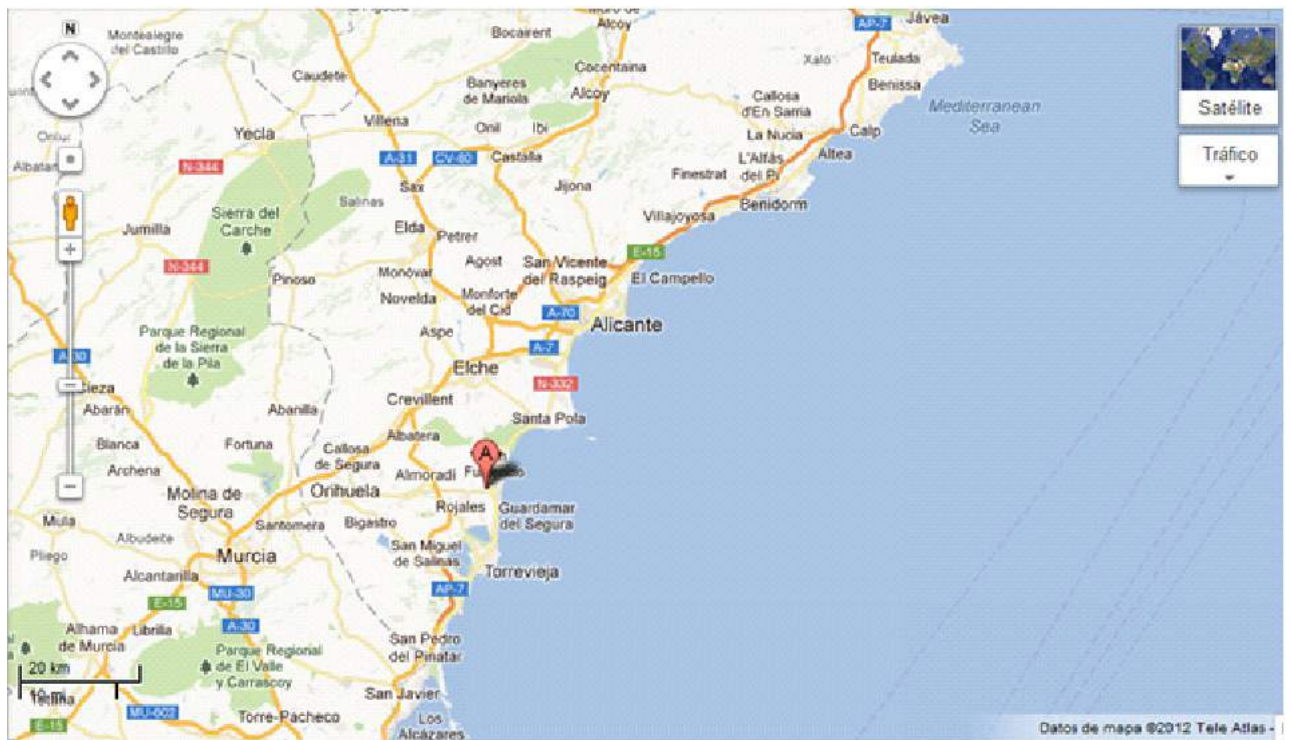 Jávea
AP-7
Alcoy
Bocairent
Montealegre
del Castillo
N
Xaló
Teulada
Benissa
Cocentaina
Caudete
Banyeres
de Mariola
Alcoy
Callosa
d'En Sarria
Mediterranean
Sea
Satélite
Villena
Onil
Ibi
La Nucia
Calp
Yecla
A-31
CV-80
Castalla
L'Alfàs
del Pi
Altea
Tráfico
N-344
Sax
Jijona
Finestrat
Salinas
Benidorm
Sierra del
Carche
Villajoyosa
Jumilla
Elda
Petrer
E-15
N-344
Pinoso
Monóvar
Agost
San Vicente
del Raspeig
El Campello
Novelda
Monforte
del Cid
A-70
Alicante
Parque Regional
de la Sierra
de la Pila
Aspe
A-7
A-30
Elche
N-332
Cieza
Abarán
Abanilla
Crevillent
Santa Pola
Blanca
Fortuna
Albatera
Callosa
de Segura
A
Archena
Almoradí
Molina de
Segura
Orihuela
Rojales
Guardamar
del Segura
Mula
Santomera
Bigastro
Albudeite
Pliego
Murcia
San Miguel
de Salinas
Torrevieja
Alcantarilla
MU-30
AP-7
E-15
A-30
Alhama
de Murcia
Librilla
San Pedro
del Pinatar
Parque Regional
de El Valle
y Carrascoy
20 km
10 mi
San Javier
MU-602
Torre-Pacheco
Los
Alcázares
E-15
Datos de mapa ©2012 Tele Atlas -